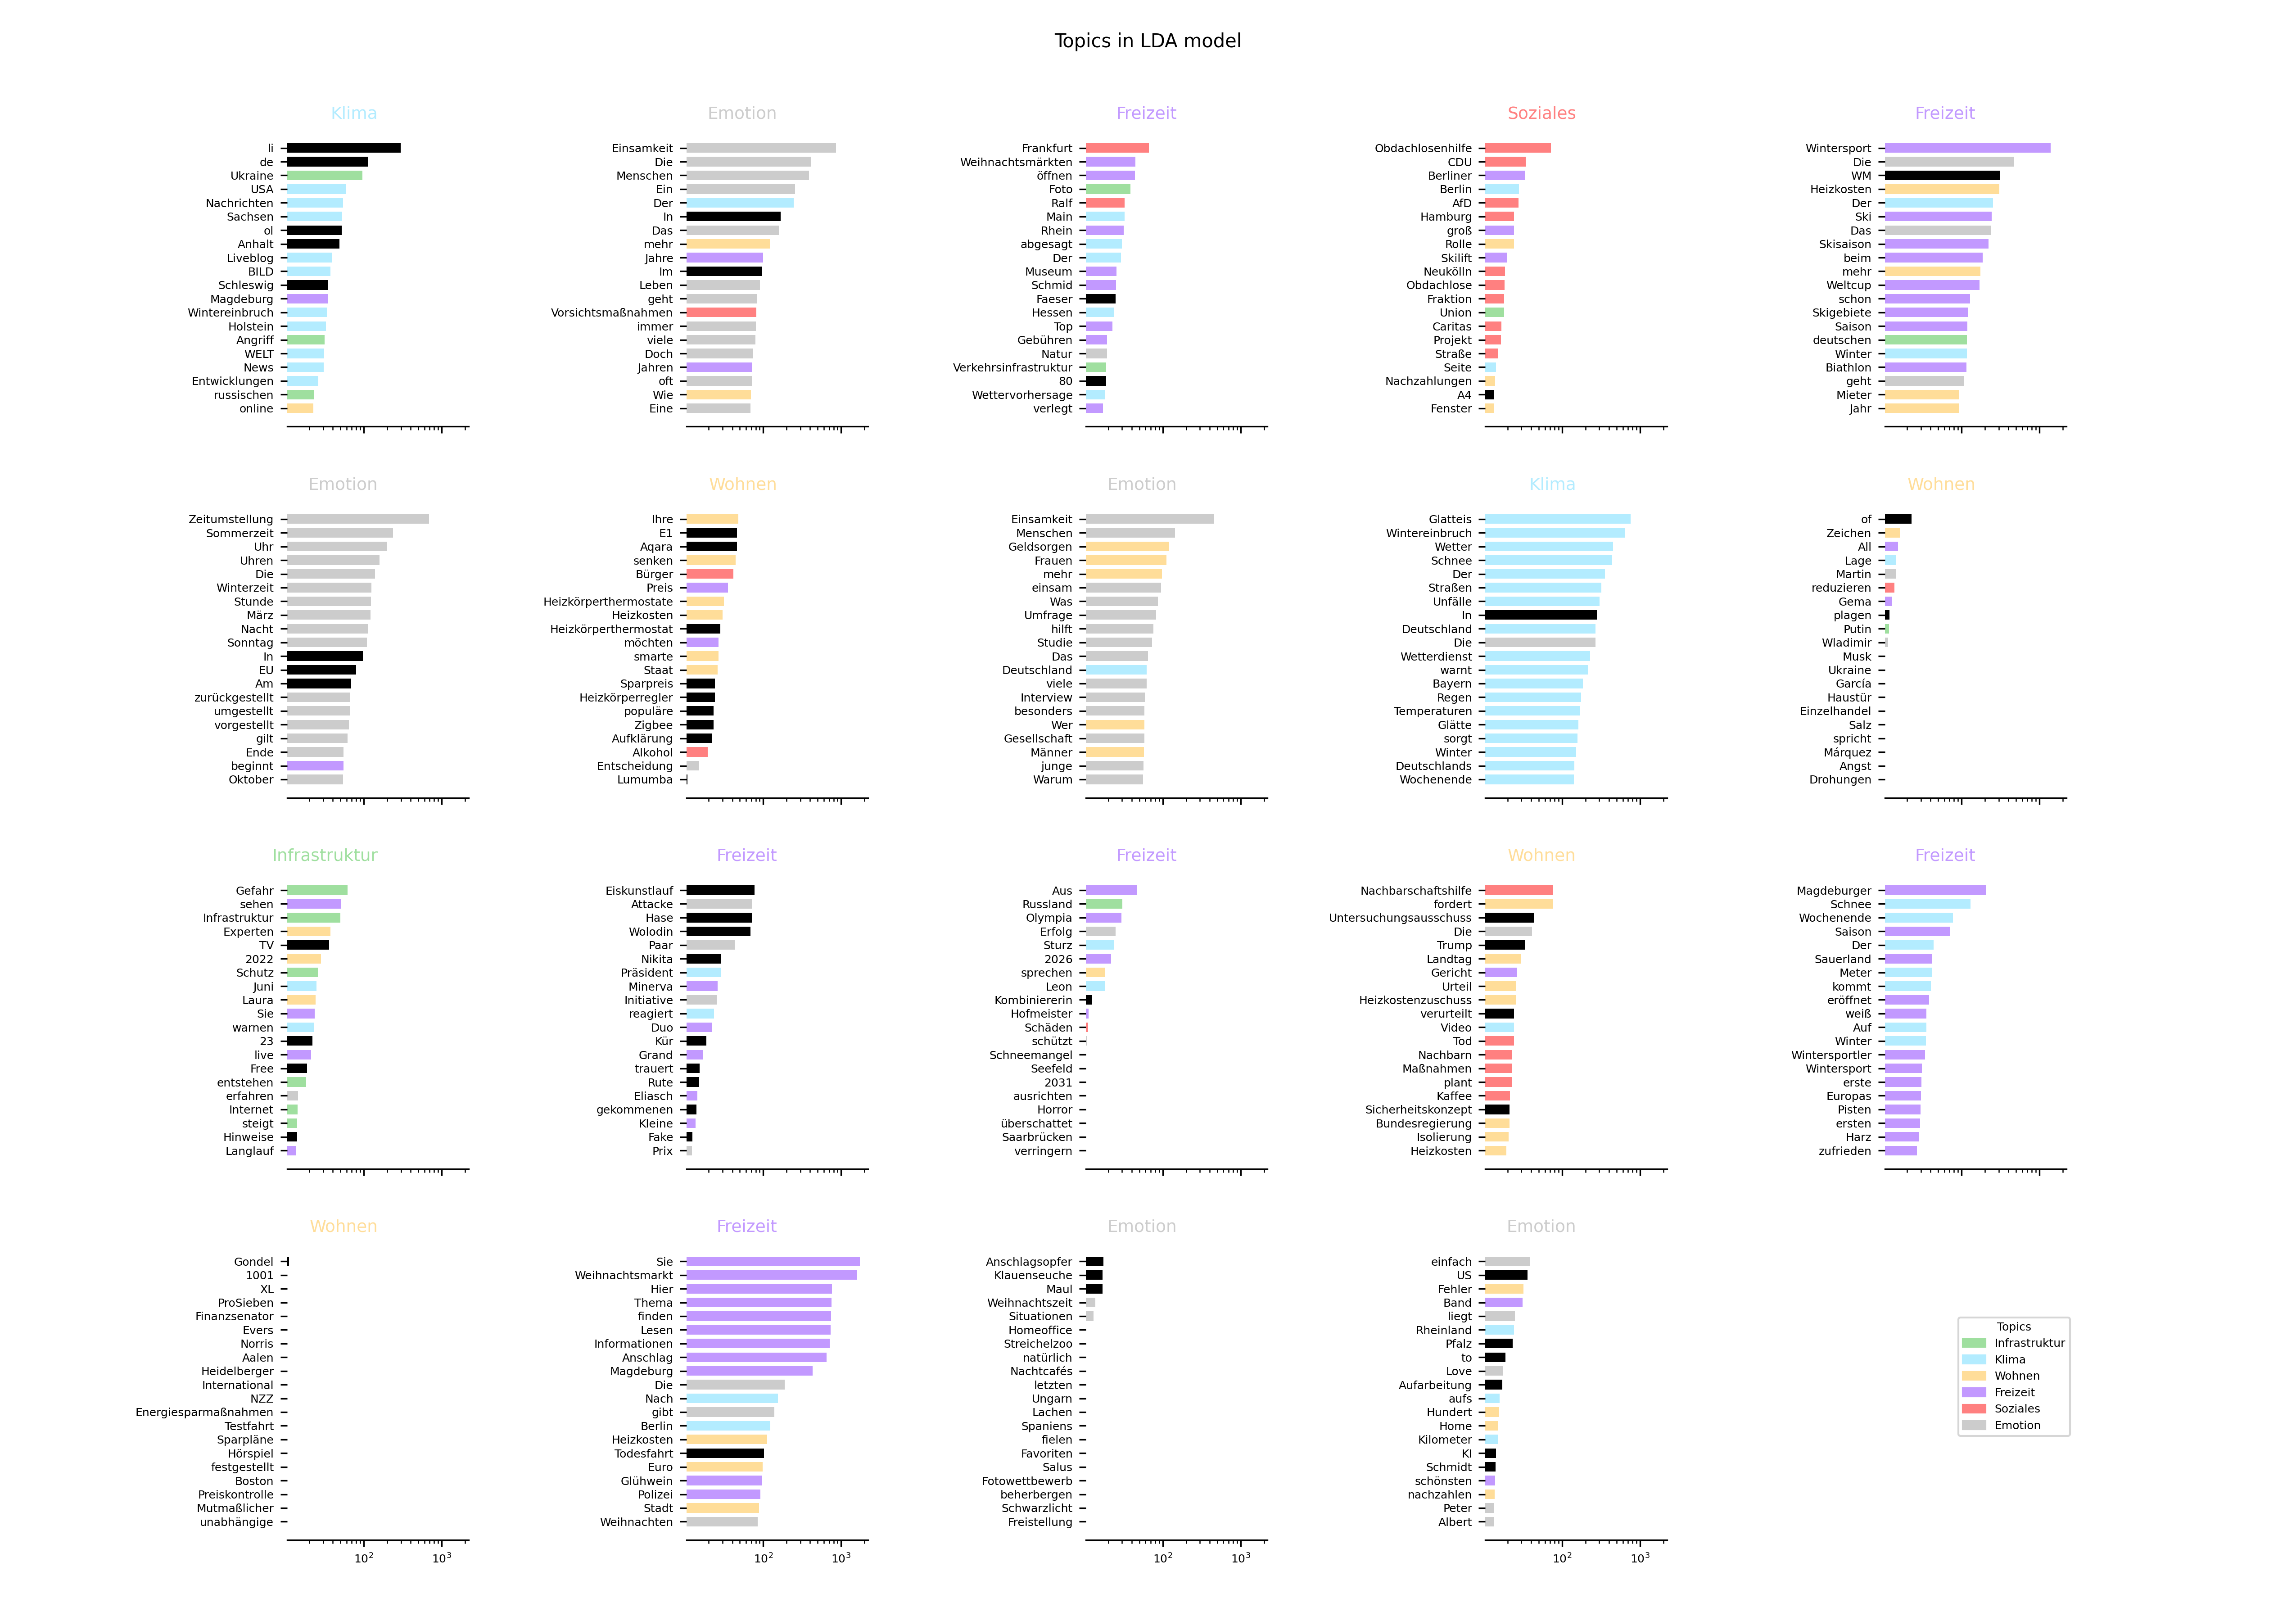 Topics in LDA model
Klima
li
de
Ukraine
USA
Nachrichten
Sachsen
ol
Anhalt
Liveblog
BILD
Schleswig
Magdeburg
Wintereinbruch
Holstein
Angriff
WELT
News
Entwicklungen
russischen
online
Emotion
Einsamkeit
Die
Menschen
Ein
Der
In
Das
mehr
Jahre
Im
Leben
geht
Vorsichtsmaßnahmen
immer
viele
Doch
Jahren
oft
Wie
Eine
Freizeit
Frankfurt
Weihnachtsmärkten
öffnen
Foto
Ralf
Main
Rhein
abgesagt
Der
Museum
Schmid
Faeser
Hessen
Top
Gebühren
Natur
Verkehrsinfrastruktur
80
Wettervorhersage
verlegt
Soziales
Obdachlosenhilfe
CDU
Berliner
Berlin
AfD
Hamburg
groß
Rolle
Skilift
Neukölln
Obdachlose
Fraktion
Union
Caritas
Projekt
Straße
Seite
Nachzahlungen
A4
Fenster
Freizeit
Wintersport
Die
WM
Heizkosten
Der
Ski
Das
Skisaison
beim
mehr
Weltcup
schon
Skigebiete
Saison
deutschen
Winter
Biathlon
geht
Mieter
Jahr
Emotion
Zeitumstellung
Sommerzeit
Uhr
Uhren
Die
Winterzeit
Stunde
März
Nacht
Sonntag
In
EU
Am
zurückgestellt
umgestellt
vorgestellt
gilt
Ende
beginnt
Oktober
Wohnen
Ihre
E1
Aqara
senken
Bürger
Preis
Heizkörperthermostate
Heizkosten
Heizkörperthermostat
möchten
smarte
Staat
Sparpreis
Heizkörperregler
populäre
Zigbee
Aufklärung
Alkohol
Entscheidung
Lumumba
Emotion
Einsamkeit
Menschen
Geldsorgen
Frauen
mehr
einsam
Was
Umfrage
hilft
Studie
Das
Deutschland
viele
Interview
besonders
Wer
Gesellschaft
Männer
junge
Warum
Klima
Glatteis
Wintereinbruch
Wetter
Schnee
Der
Straßen
Unfälle
In
Deutschland
Die
Wetterdienst
warnt
Bayern
Regen
Temperaturen
Glätte
sorgt
Winter
Deutschlands
Wochenende
Wohnen
of
Zeichen
All
Lage
Martin
reduzieren
Gema
plagen
Putin
Wladimir
Musk
Ukraine
García
Haustür
Einzelhandel
Salz
spricht
Márquez
Angst
Drohungen
Infrastruktur
Gefahr
sehen
Infrastruktur
Experten
TV
2022
Schutz
Juni
Laura
Sie
warnen
23
live
Free
entstehen
erfahren
Internet
steigt
Hinweise
Langlauf
Freizeit
Eiskunstlauf
Attacke
Hase
Wolodin
Paar
Nikita
Präsident
Minerva
Initiative
reagiert
Duo
Kür
Grand
trauert
Rute
Eliasch
gekommenen
Kleine
Fake
Prix
Freizeit
Aus
Russland
Olympia
Erfolg
Sturz
2026
sprechen
Leon
Kombiniererin
Hofmeister
Schäden
schützt
Schneemangel
Seefeld
2031
ausrichten
Horror
überschattet
Saarbrücken
verringern
Wohnen
Nachbarschaftshilfe
fordert
Untersuchungsausschuss
Die
Trump
Landtag
Gericht
Urteil
Heizkostenzuschuss
verurteilt
Video
Tod
Nachbarn
Maßnahmen
plant
Kaffee
Sicherheitskonzept
Bundesregierung
Isolierung
Heizkosten
Freizeit
Magdeburger
Schnee
Wochenende
Saison
Der
Sauerland
Meter
kommt
eröffnet
weiß
Auf
Winter
Wintersportler
Wintersport
erste
Europas
Pisten
ersten
Harz
zufrieden
Wohnen
Gondel
1001
XL
ProSieben
Finanzsenator
Evers
Norris
Aalen
Heidelberger
International
NZZ
Energiesparmaßnahmen
Testfahrt
Sparpläne
Hörspiel
festgestellt
Boston
Preiskontrolle
Mutmaßlicher
unabhängige
10² 10³
Freizeit
Sie
Weihnachtsmarkt
Hier
Thema
finden
Lesen
Informationen
Anschlag
Magdeburg
Die
Nach
gibt
Berlin
Heizkosten
Todesfahrt
Euro
Glühwein
Polizei
Stadt
Weihnachten
10² 10³
Emotion
Anschlagsopfer
Klauenseuche
Maul
Weihnachtszeit
Situationen
Homeoffice
Streichelzoo
natürlich
Nachtcafés
letzten
Ungarn
Lachen
Spaniens
fielen
Favoriten
Salus
Fotowettbewerb
beherbergen
Schwarzlicht
Freistellung
10² 10³
Emotion
einfach
US
Fehler
Band
liegt
Rheinland
Pfalz
to
Love
Aufarbeitung
aufs
Hundert
Home
Kilometer
KI
Schmidt
schönsten
nachzahlen
Peter
Albert
10² 10³
Topics
Infrastruktur
Klima
Wohnen
Freizeit
Soziales
Emotion